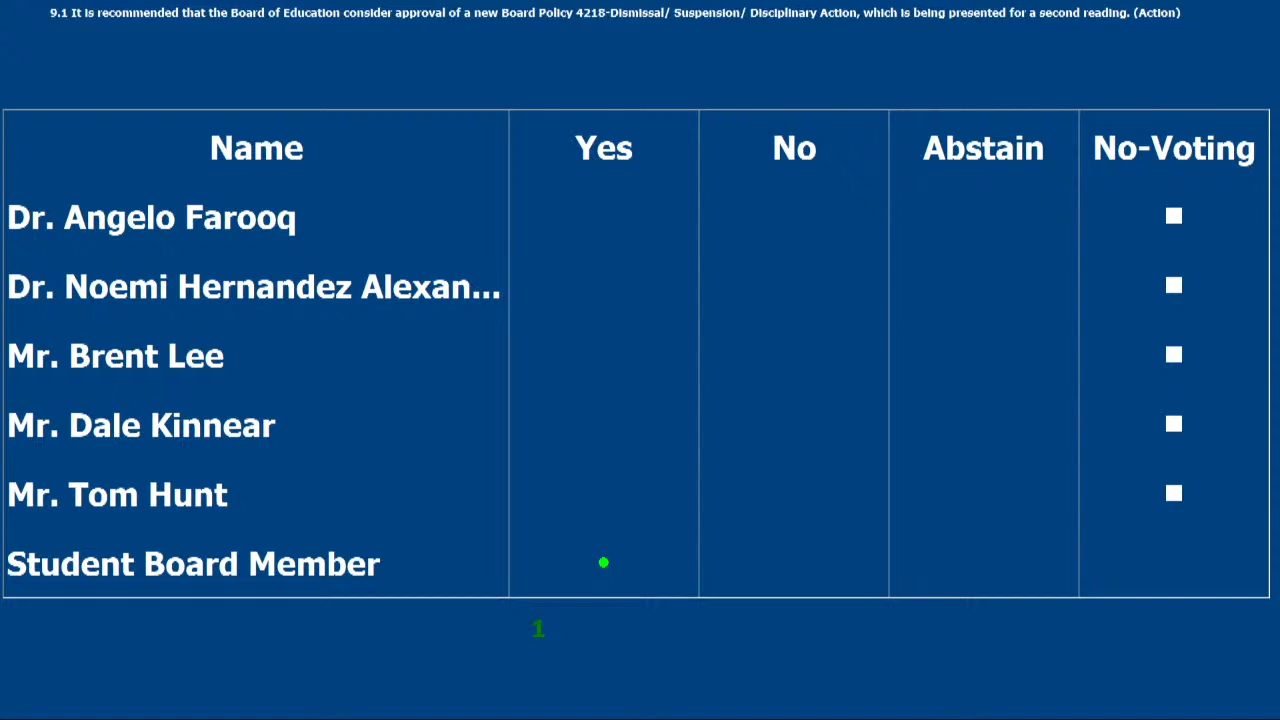 9.1 It is recommended that the Board of Education consider approval of a new Board Policy 4218-Dismissal/ Suspension/ Disciplinary Action, which is being presented for a second reading. (Action)
Name Yes No Abstain No-Voting
Dr. Angelo Farooq
Dr. Noemi Hernandez Alexan...
Mr. Brent Lee
Mr. Dale Kinnear
Mr. Tom Hunt
Student Board Member
1